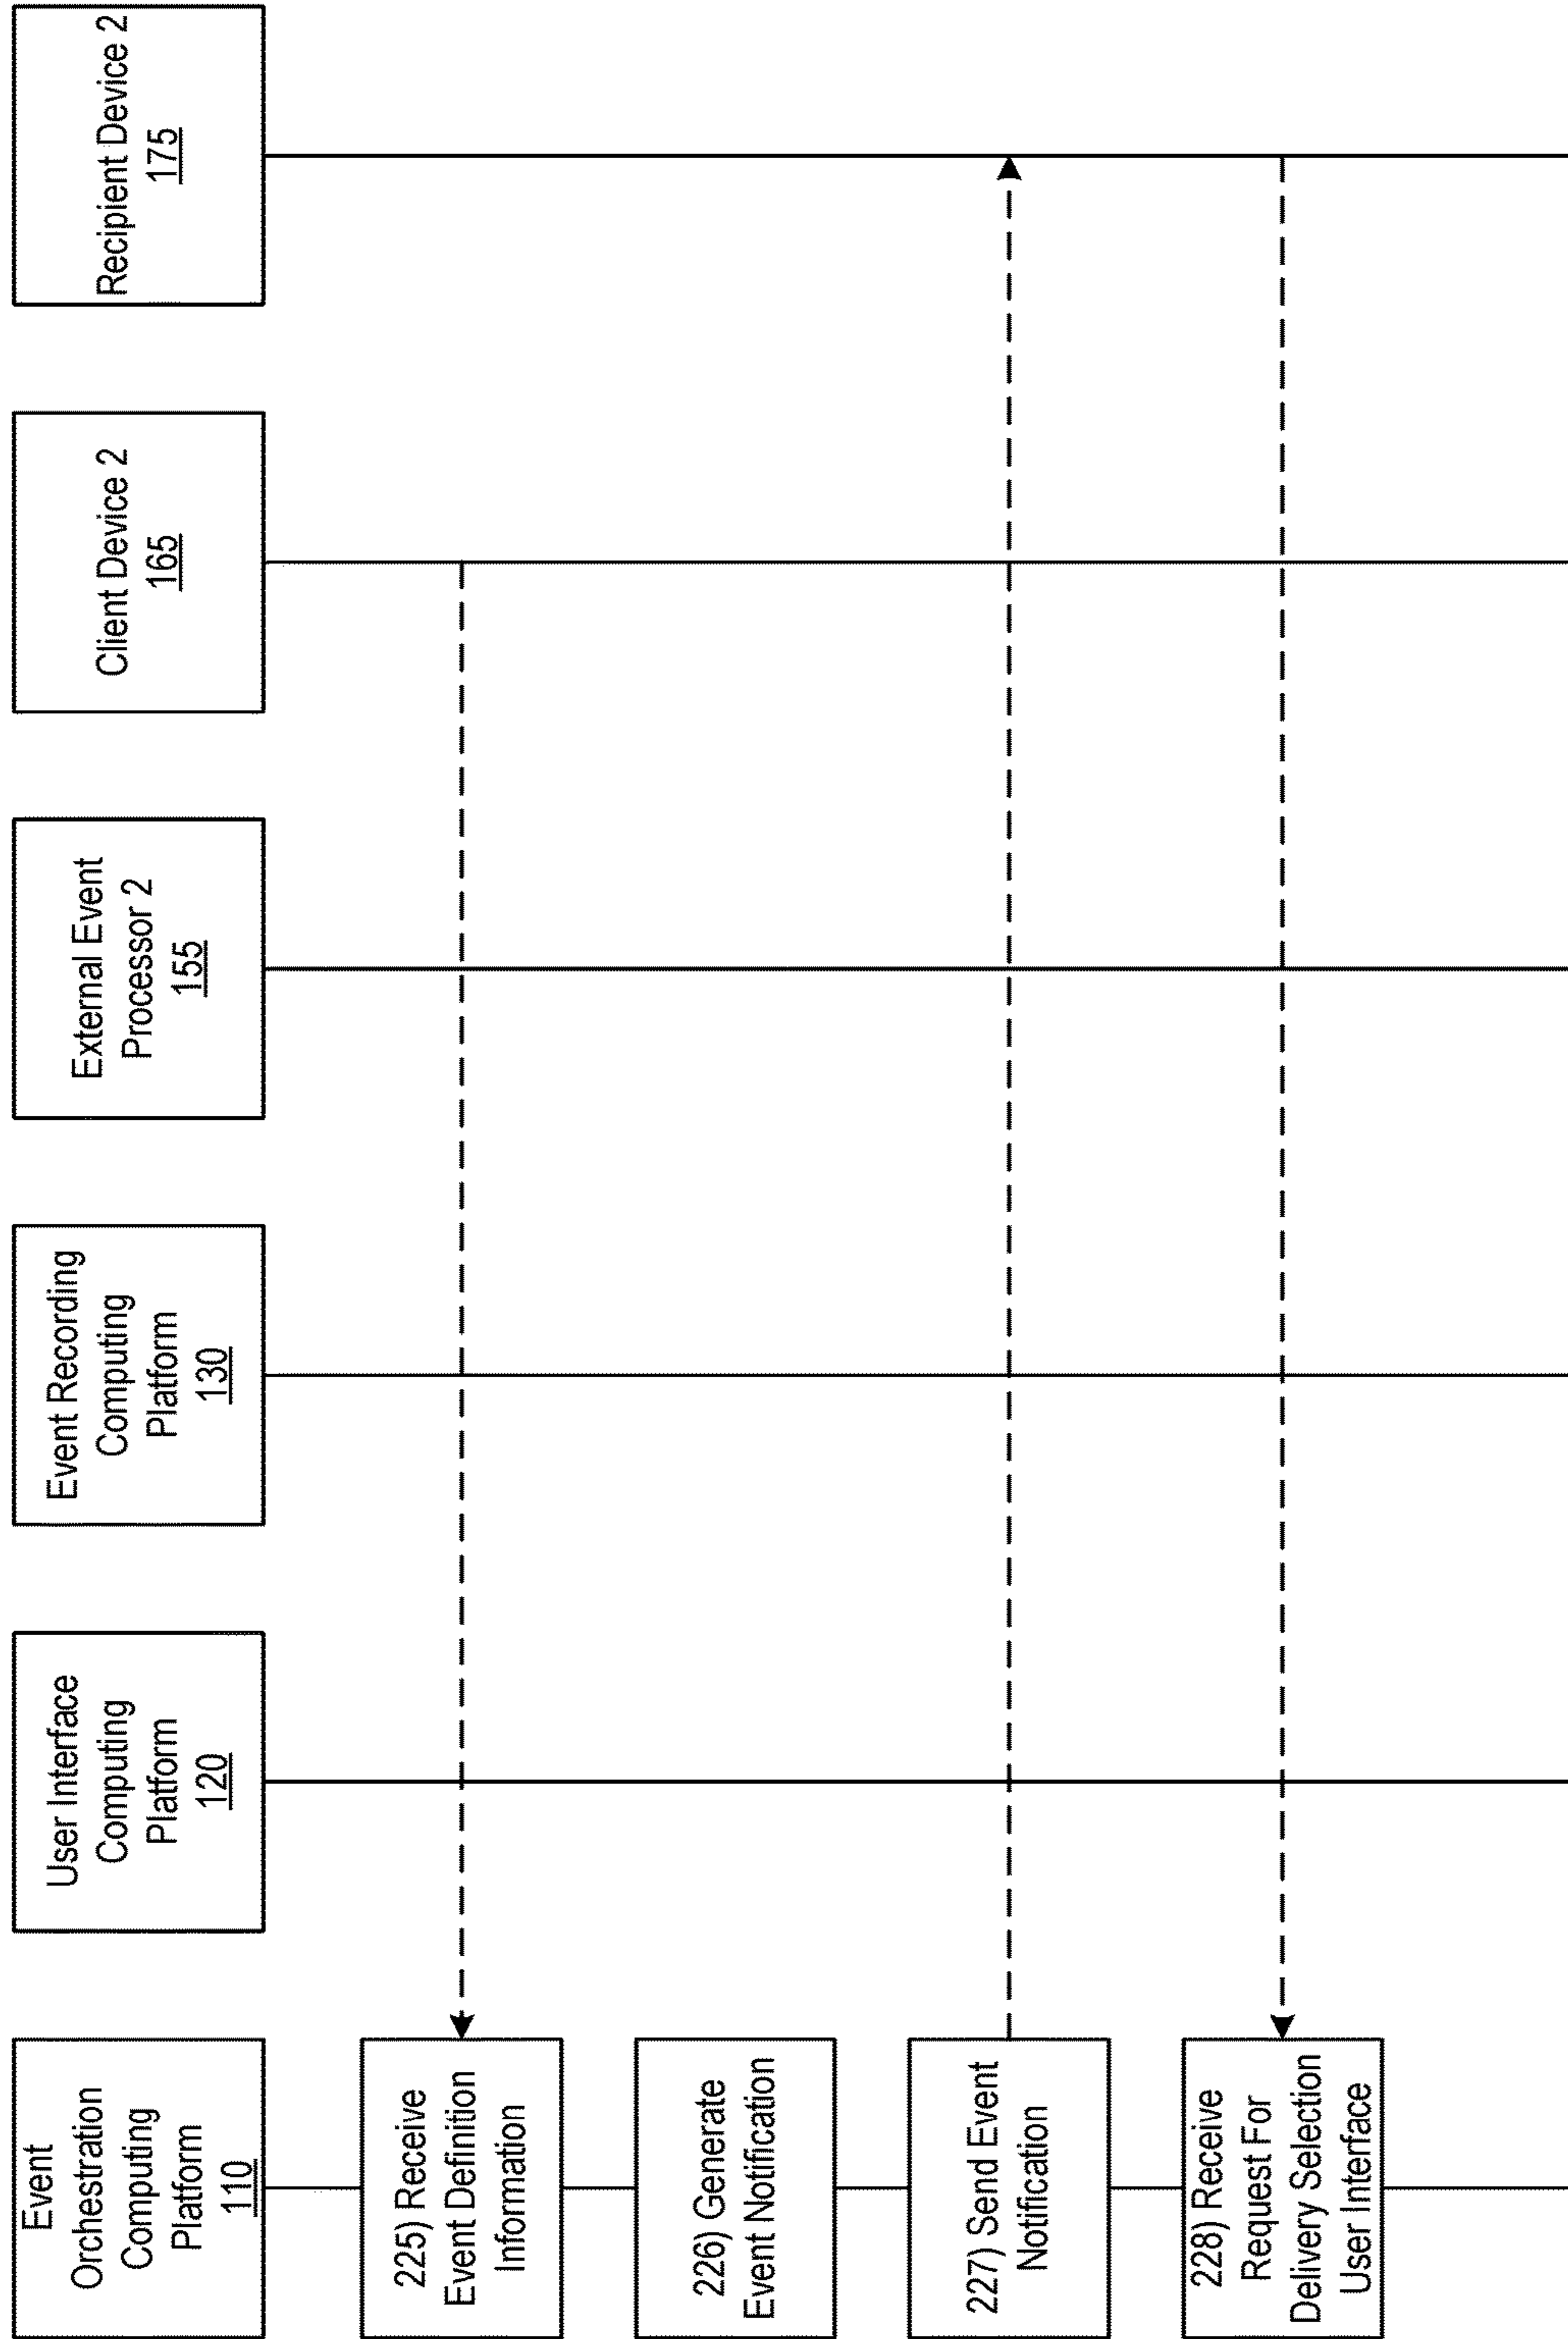 Event
Orchestration
Computing
Platform
110
User Interface
Computing
Platform
120
Event Recording
Computing
Platform
130
External Event
Processor 2
155
Client Device 2
165
Recipient Device 2
175
225) Receive
Event Definition
Information
226) Generate
Event Notification
227) Send Event
Notification
228) Receive
Request For
Delivery Selection
User Interface